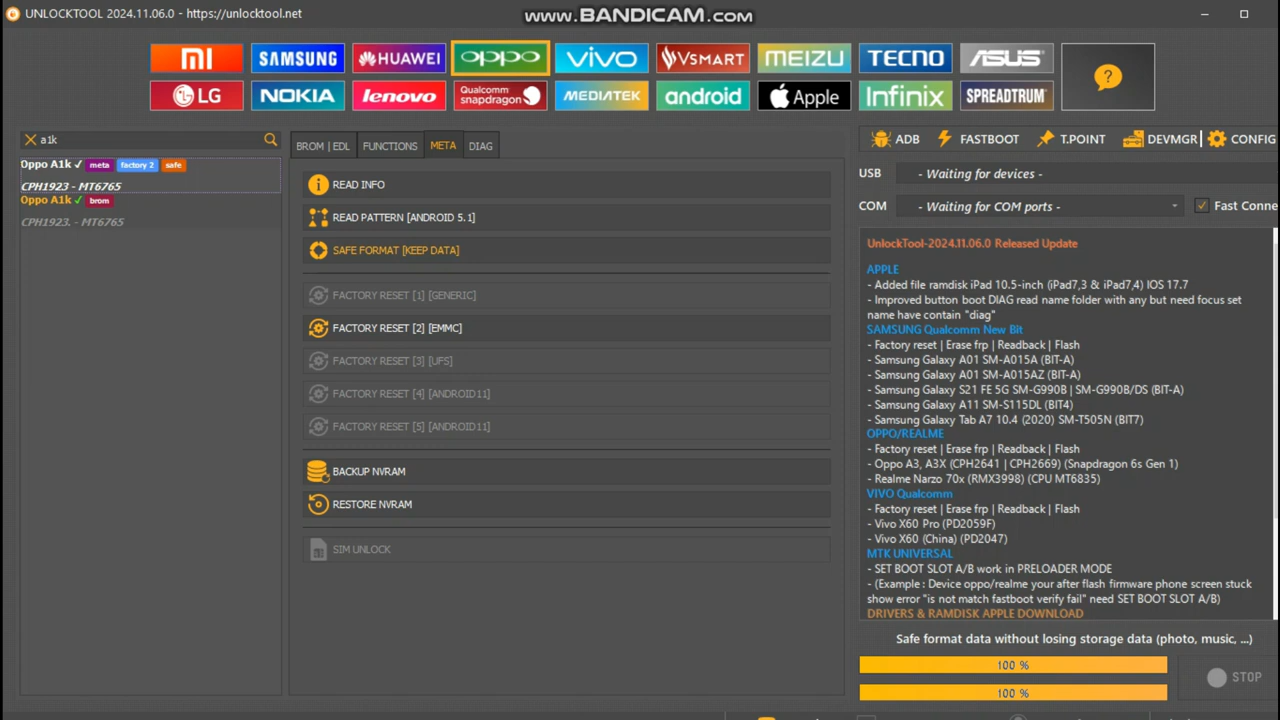 UNLOCKTOOL 2024.11.06.0 - https://unlocktool.net
www.BANDICAM.com
mi SAMSUNG HUAWEI oppo vivo VSMART MEIZU TECNO ASUS
LG NOKIA lenovo Qualcomm snapdragon MEDIATEK android Apple Infinix SPREADTRUM
?
a1k
Oppo A1k ✓ meta factory 2 safe
CPH1923 - MT6765
Oppo A1k ✓ brom
CPH1923. - MT6765
BROM | EDL FUNCTIONS META DIAG
READ INFO
READ PATTERN [ANDROID 5.1]
SAFE FORMAT [KEEP DATA]
FACTORY RESET [1] [GENERIC]
FACTORY RESET [2] [EMMC]
FACTORY RESET [3] [UFS]
FACTORY RESET [4] [ANDROID11]
FACTORY RESET [5] [ANDROID11]
BACKUP NVRAM
RESTORE NVRAM
SIM UNLOCK
ADB FASTBOOT T.POINT DEVMGR CONFIG
USB - Waiting for devices -
COM - Waiting for COM ports - Fast Conne
UnlockTool-2024.11.06.0 Released Update
APPLE
- Added file ramdisk iPad 10.5-inch (iPad7,3 & iPad7,4) IOS 17.7
- Improved button boot DIAG read name folder with any but need focus set
name have contain "diag"
SAMSUNG Qualcomm New Bit
- Factory reset | Erase frp | Readback | Flash
- Samsung Galaxy A01 SM-A015A (BIT-A)
- Samsung Galaxy A01 SM-A015AZ (BIT-A)
- Samsung Galaxy S21 FE 5G SM-G990B | SM-G990B/DS (BIT-A)
- Samsung Galaxy A11 SM-S115DL (BIT4)
- Samsung Galaxy Tab A7 10.4 (2020) SM-T505N (BIT7)
OPPO/REALME
- Factory reset | Erase frp | Readback | Flash
- Oppo A3, A3X (CPH2641 | CPH2669) (Snapdragon 6s Gen 1)
- Realme Narzo 70x (RMX3998) (CPU MT6835)
VIVO Qualcomm
- Factory reset | Erase frp | Readback | Flash
- Vivo X60 Pro (PD2059F)
- Vivo X60 (China) (PD2047)
MTK UNIVERSAL
- SET BOOT SLOT A/B work in PRELOADER MODE
- (Example : Device oppo/realme your after flash firmware phone screen stuck
show error "is not match fastboot verify fail" need SET BOOT SLOT A/B)
DRIVERS & RAMDISK APPLE DOWNLOAD
Safe format data without losing storage data (photo, music, ...)
100 %
100 %
STOP